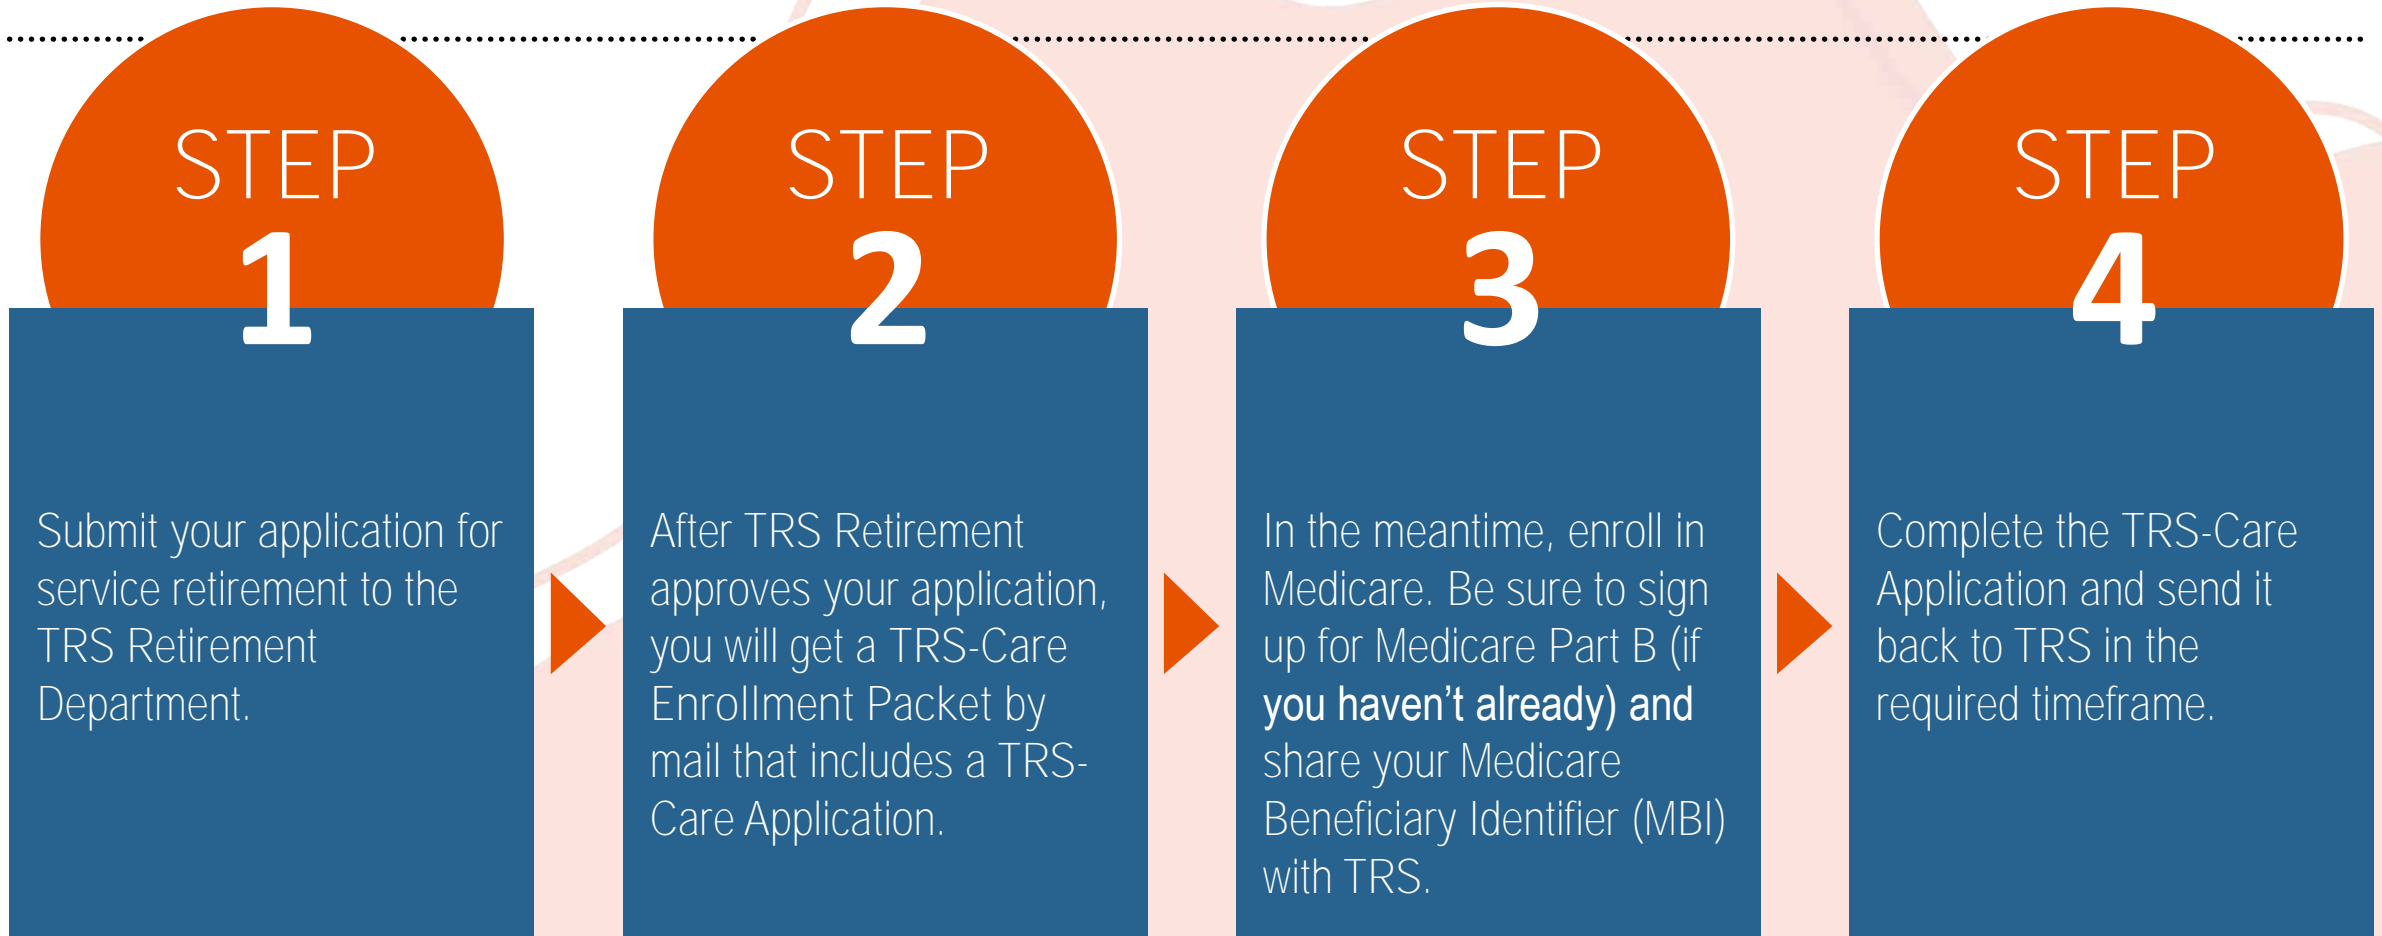 STEP
1
Submit your application for
service retirement to the
TRS Retirement
Department.
STEP
2
After TRS Retirement
approves your application,
you will get a TRS-Care
Enrollment Packet by
mail that includes a TRS-
Care Application.
STEP
3
In the meantime, enroll in
Medicare. Be sure to sign
up for Medicare Part B (if
you haven’t already) and
share your Medicare
Beneficiary Identifier (MBI)
with TRS.
STEP
4
Complete the TRS-Care
Application and send it
back to TRS in the
required timeframe.